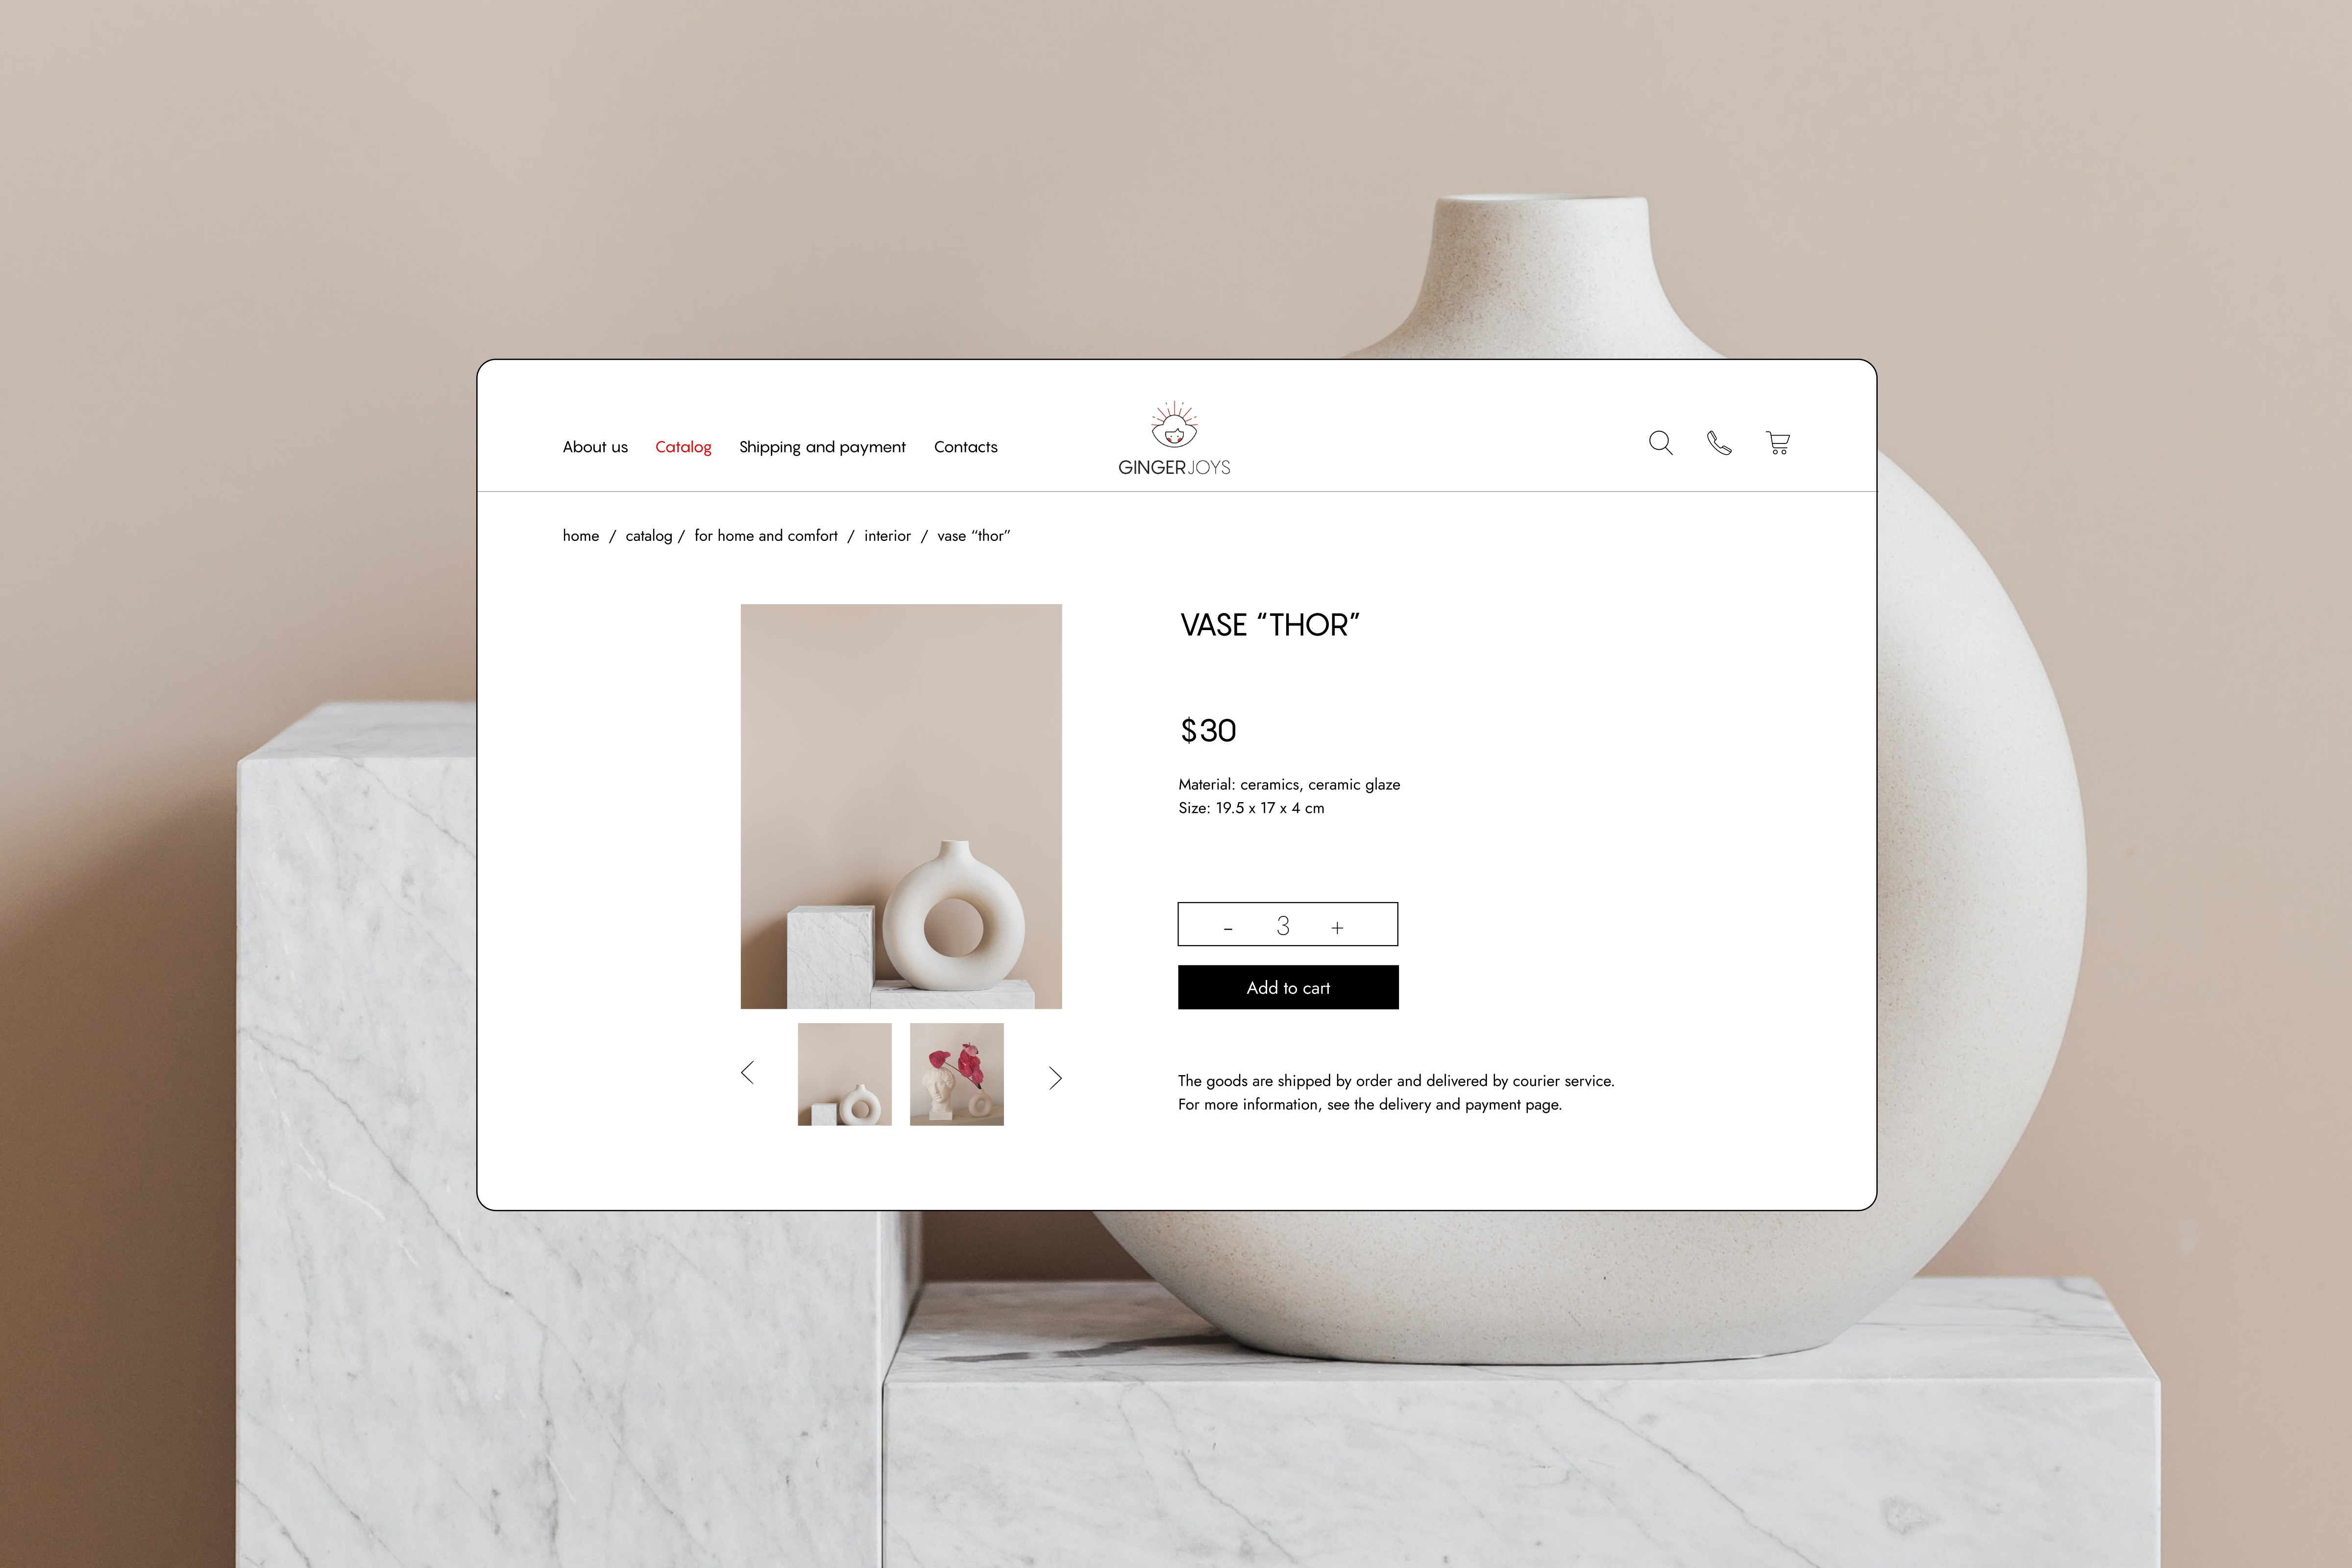 About us Catalog Shipping and payment Contacts
GINGERJOYS
home / catalog / for home and comfort / interior / vase “thor”
VASE “THOR”
$30
Material: ceramics, ceramic glaze
Size: 19.5 x 17 x 4 cm
- 3 +
Add to cart
The goods are shipped by order and delivered by courier service.
For more information, see the delivery and payment page.